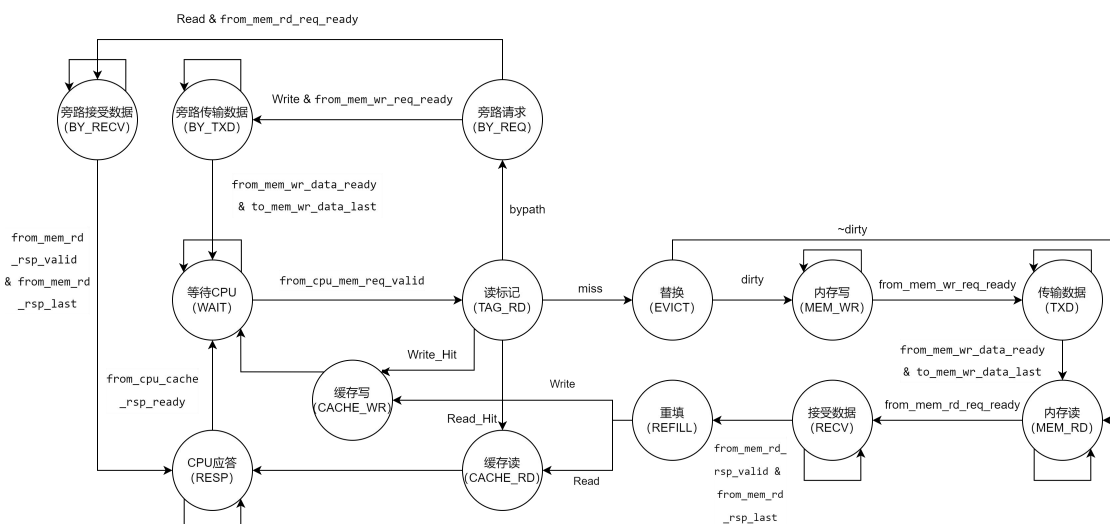 Read & from_mem_rd_req_ready
旁路接受数据
(BY_RECV)
旁路传输数据
(BY_TXD)
Write & from_mem_wr_req_ready
旁路请求
(BY_REQ)
from_mem_wr_data_ready
& to_mem_wr_data_last
bypath
from_mem_rd
_rsp_valid
& from_mem_rd
_rsp_last
~dirty
等待CPU
(WAIT)
from_cpu_mem_req_valid
读标记
(TAG_RD)
miss
替换
(EVICT)
dirty
内存写
(MEM_WR)
from_mem_wr_req_ready
传输数据
(TXD)
Write_Hit
from_mem_wr_data_ready
& to_mem_wr_data_last
from_cpu_cache
_rsp_ready
缓存写
(CACHE_WR)
Write
重填
(REFILL)
接受数据
(RECV)
from_mem_rd_req_ready
内存读
(MEM_RD)
Read_Hit
CPU应答
(RESP)
缓存读
(CACHE_RD)
Read
from_mem_rd_
rsp_valid &
from_mem_rd
_rsp_last